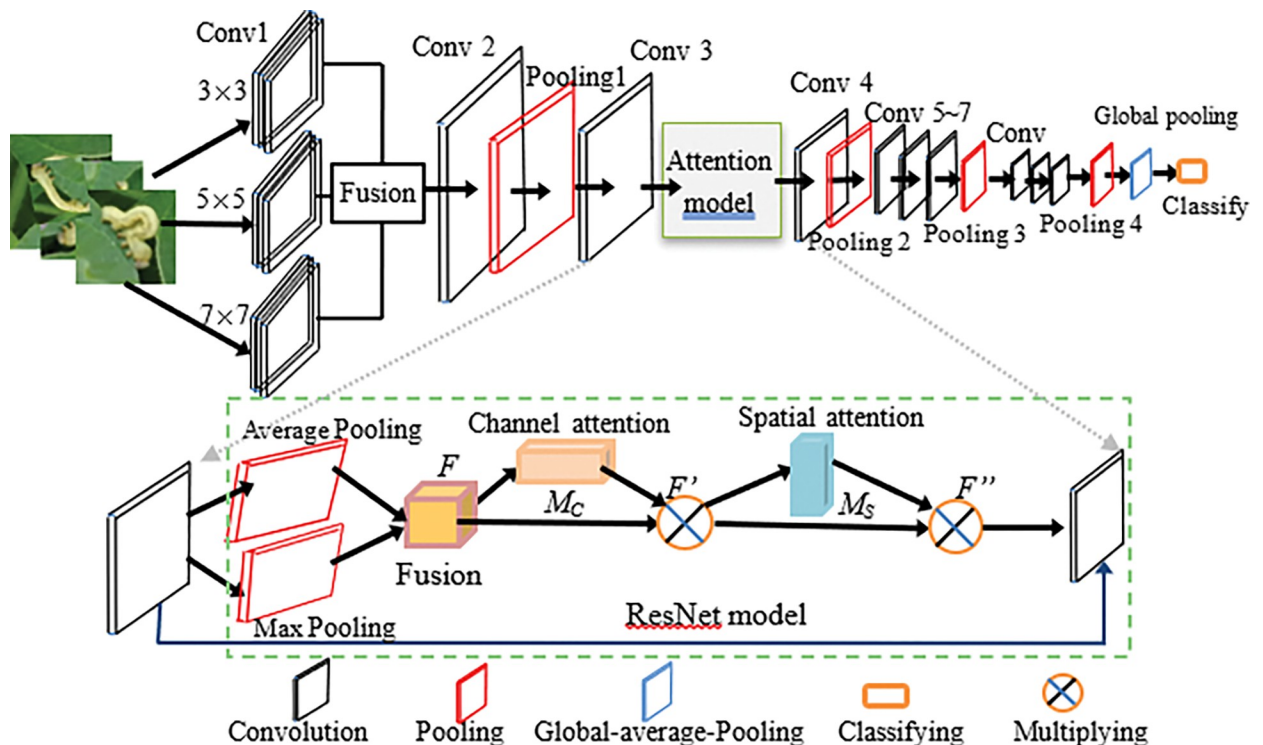 Conv1
3×3
5×5
7×7
Fusion
Conv 2
Pooling1
Conv 3
Attention
model
Conv 4
Pooling 2
Conv 5~7
Pooling 3
Conv
Pooling 4
Global pooling
Classify
Average Pooling
Max Pooling
F
Fusion
Channel attention
M_C
F'
Spatial attention
M_S
F''
ResNet model
Convolution
Pooling
Global-average-Pooling
Classifying
Multiplying